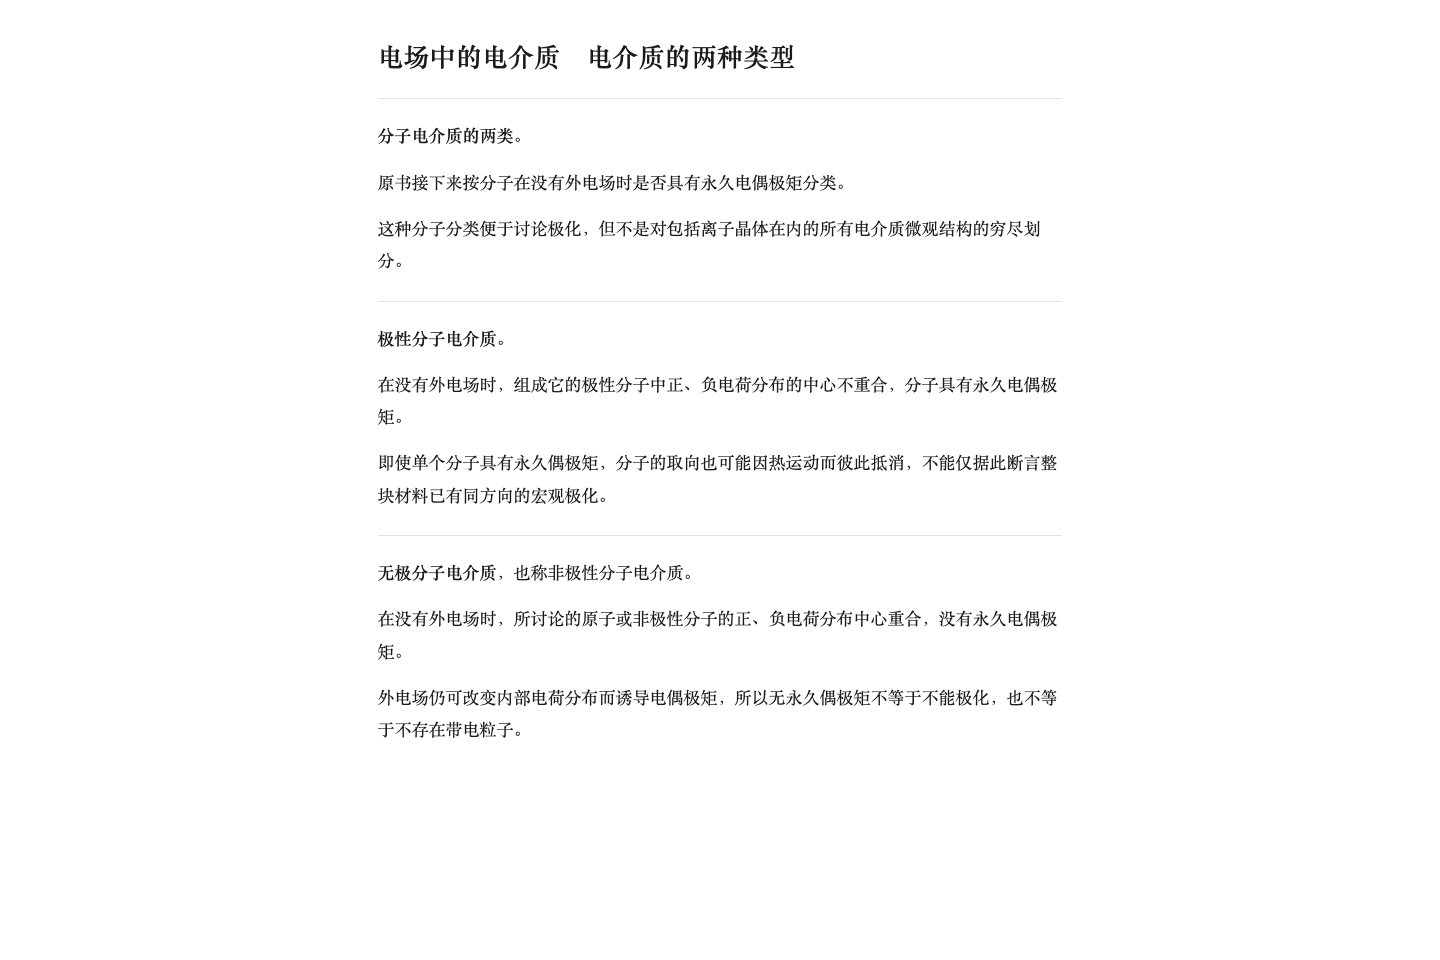 电场中的电介质　电介质的两种类型
分子电介质的两类。
原书接下来按分子在没有外电场时是否具有永久电偶极矩分类。
这种分子分类便于讨论极化，但不是对包括离子晶体在内的所有电介质微观结构的穷尽划
分。
极性分子电介质。
在没有外电场时，组成它的极性分子中正、负电荷分布的中心不重合，分子具有永久电偶极
矩。
即使单个分子具有永久偶极矩，分子的取向也可能因热运动而彼此抵消，不能仅据此断言整
块材料已有同方向的宏观极化。
无极分子电介质，也称非极性分子电介质。
在没有外电场时，所讨论的原子或非极性分子的正、负电荷分布中心重合，没有永久电偶极
矩。
外电场仍可改变内部电荷分布而诱导电偶极矩，所以无永久偶极矩不等于不能极化，也不等
于不存在带电粒子。